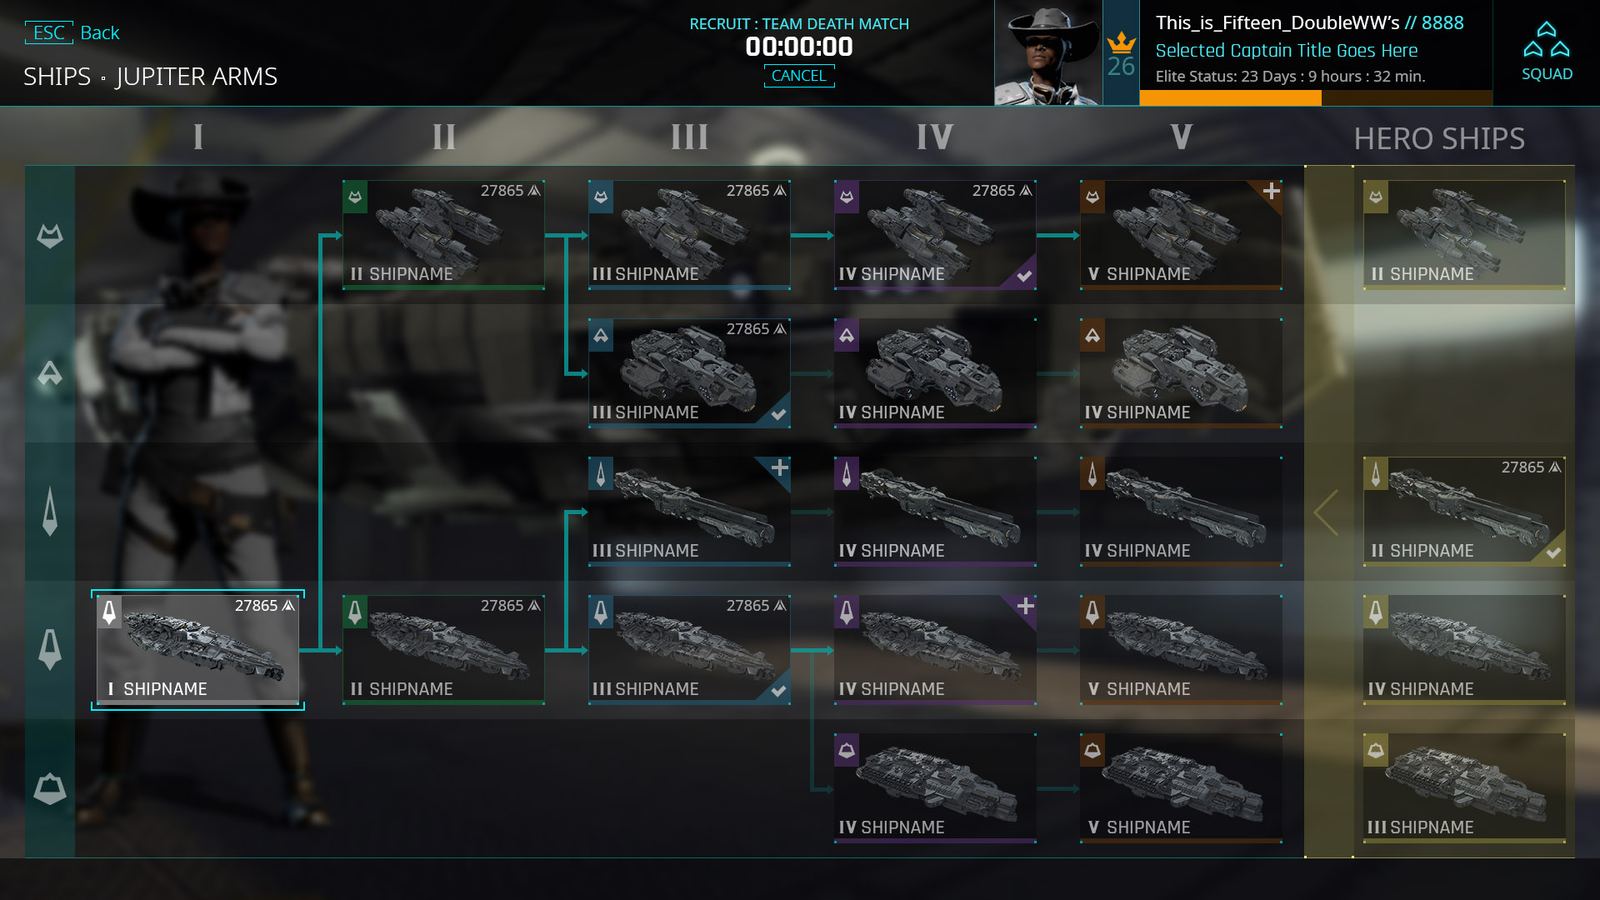 ESC Back
SHIPS · JUPITER ARMS
RECRUIT : TEAM DEATH MATCH
00:00:00
CANCEL
26
This_is_Fifteen_DoubleWW's // 8888
Selected Captain Title Goes Here
Elite Status: 23 Days : 9 hours : 32 min.
SQUAD
I II III IV V HERO SHIPS
27865 27865 27865
II SHIPNAME III SHIPNAME IV SHIPNAME V SHIPNAME II SHIPNAME
27865
III SHIPNAME IV SHIPNAME IV SHIPNAME
27865
III SHIPNAME IV SHIPNAME IV SHIPNAME II SHIPNAME
27865 27865 27865
I SHIPNAME II SHIPNAME III SHIPNAME IV SHIPNAME V SHIPNAME IV SHIPNAME
IV SHIPNAME V SHIPNAME III SHIPNAME